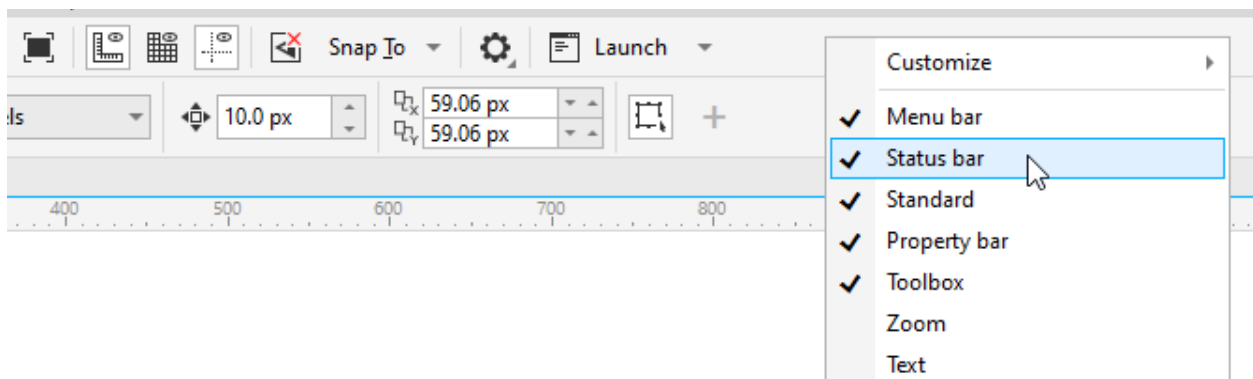 Snap To
Launch
ls
10.0 px
59.06 px
59.06 px
400 500 600 700 800
Customize
Menu bar
Status bar
Standard
Property bar
Toolbox
Zoom
Text